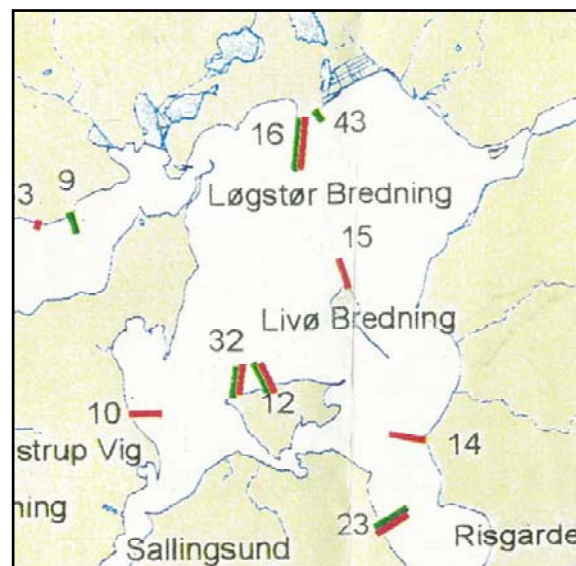 43
16
9
3
Løgstør Bredning
15
Livø Bredning
32
12
10
14
strup Vig
ning
23
Risgarde
Sallingsund